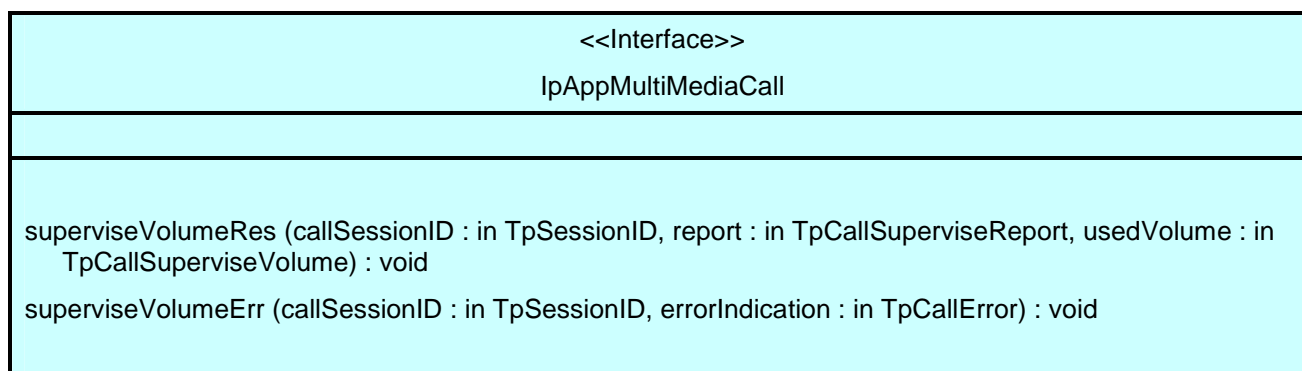 <<Interface>>
IpAppMultiMediaCall
superviseVolumeRes (callSessionID : in TpSessionID, report : in TpCallSuperviseReport, usedVolume : in
TpCallSuperviseVolume) : void
superviseVolumeErr (callSessionID : in TpSessionID, errorIndication : in TpCallError) : void